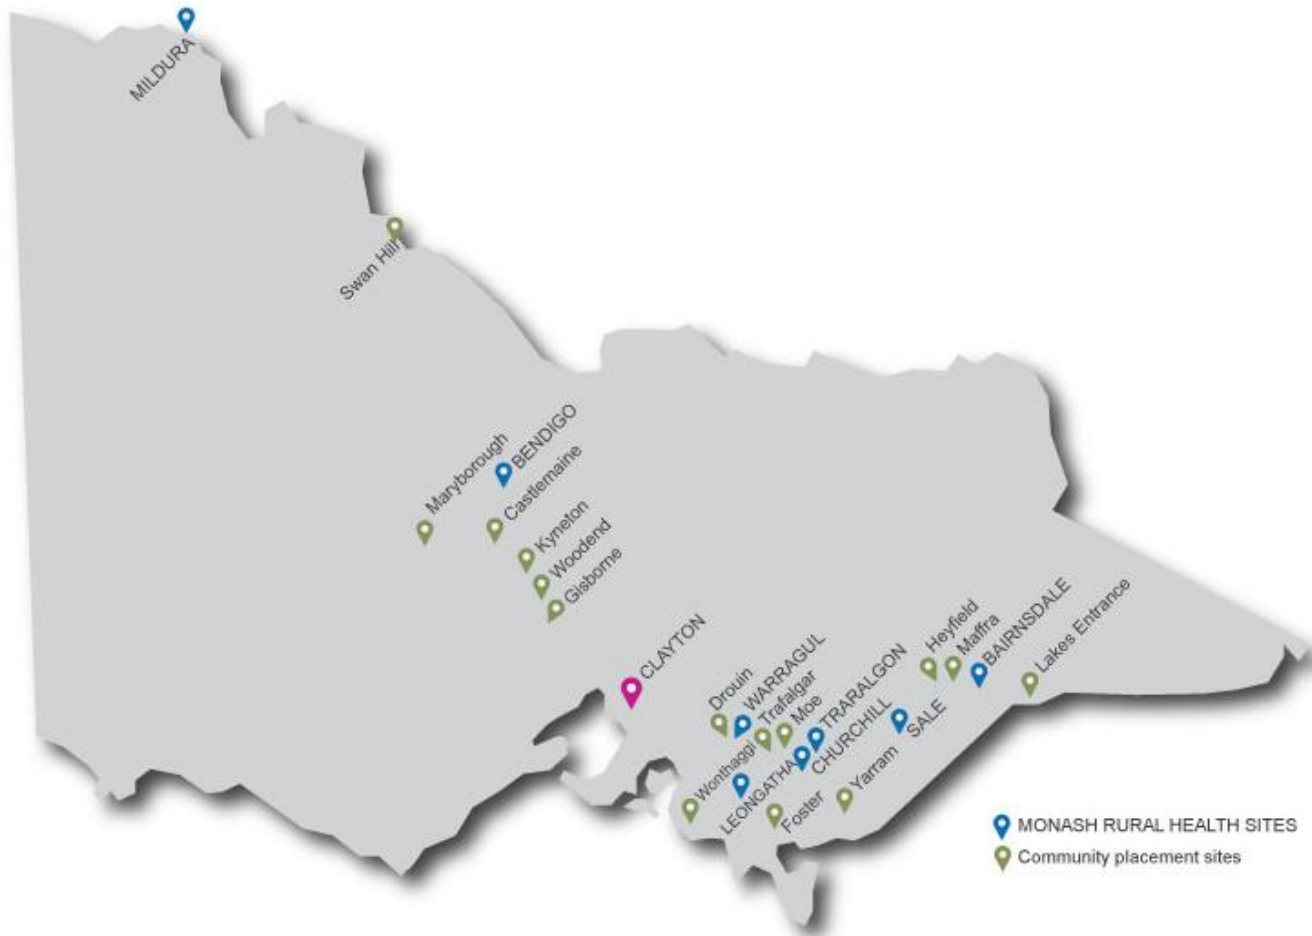 MILDURA
Swan Hill
Maryborough
BENDIGO
Castlemaine
Kyneton
Woodend
Gisborne
CLAYTON
Drouin
WARRAGUL
Trafalgar
Moe
TRARALGON
CHURCHILL
Heyfield
Maffra
BAIRNSDALE
Lakes Entrance
SALE
Wonthaggi
LEONGATHA
Foster
Yarram
MONASH RURAL HEALTH SITES
Community placement sites